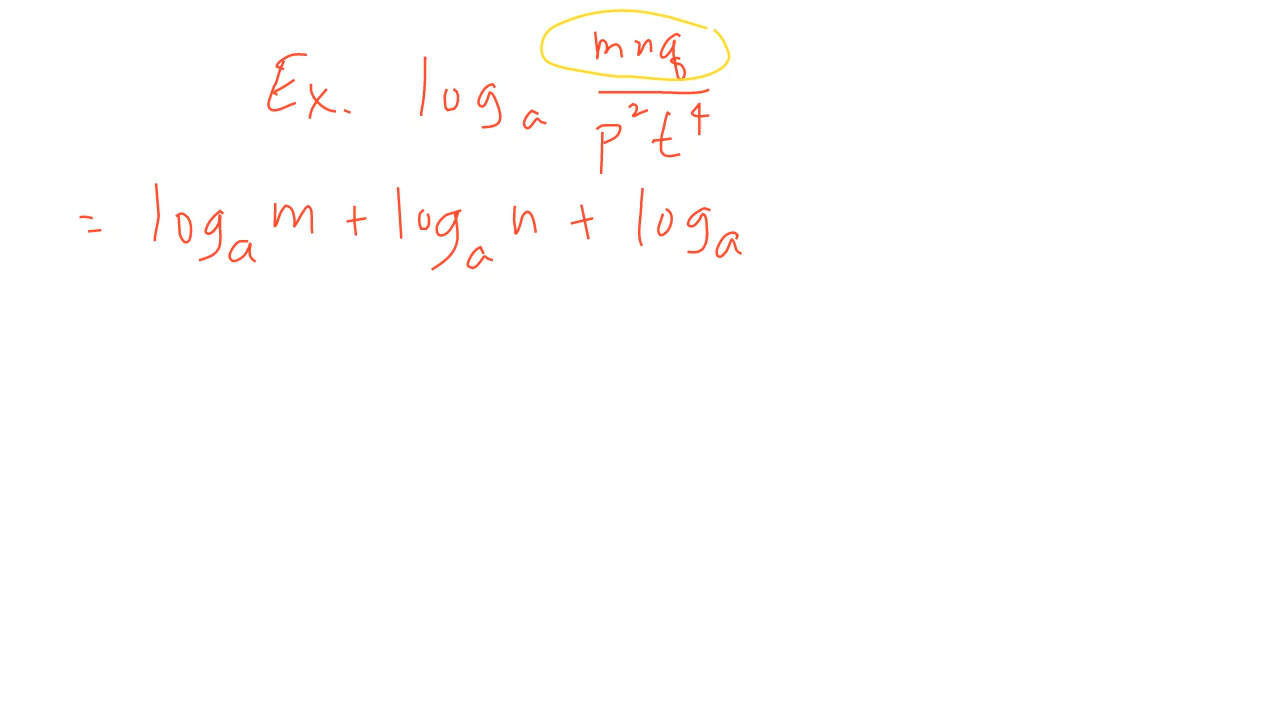 Ex. log_a (mnq)/(p²t⁴)
= log_a m + log_a n + log_a